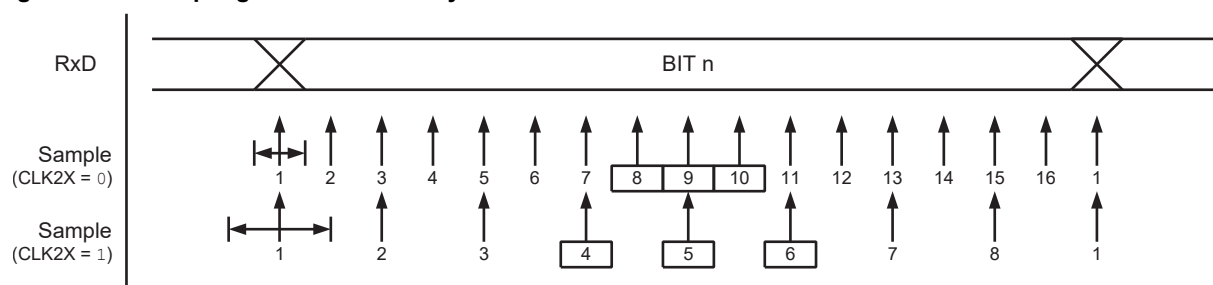 RxD BIT n
Sample
(CLK2X = 0)
1 2 3 4 5 6 7 8 9 10 11 12 13 14 15 16 1
Sample
(CLK2X = 1)
1 2 3 4 5 6 7 8 1